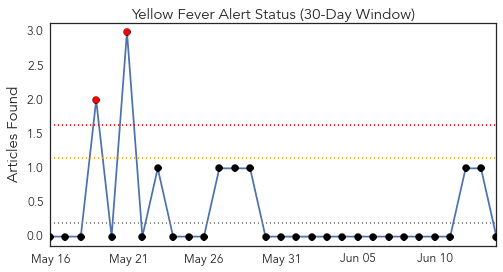 Yellow Fever Alert Status (30-Day Window)
Articles Found
3.0
2.5
2.0
1.5
1.0
0.5
0.0
May 16
May 21
May 26
May 31
Jun 05
Jun 10